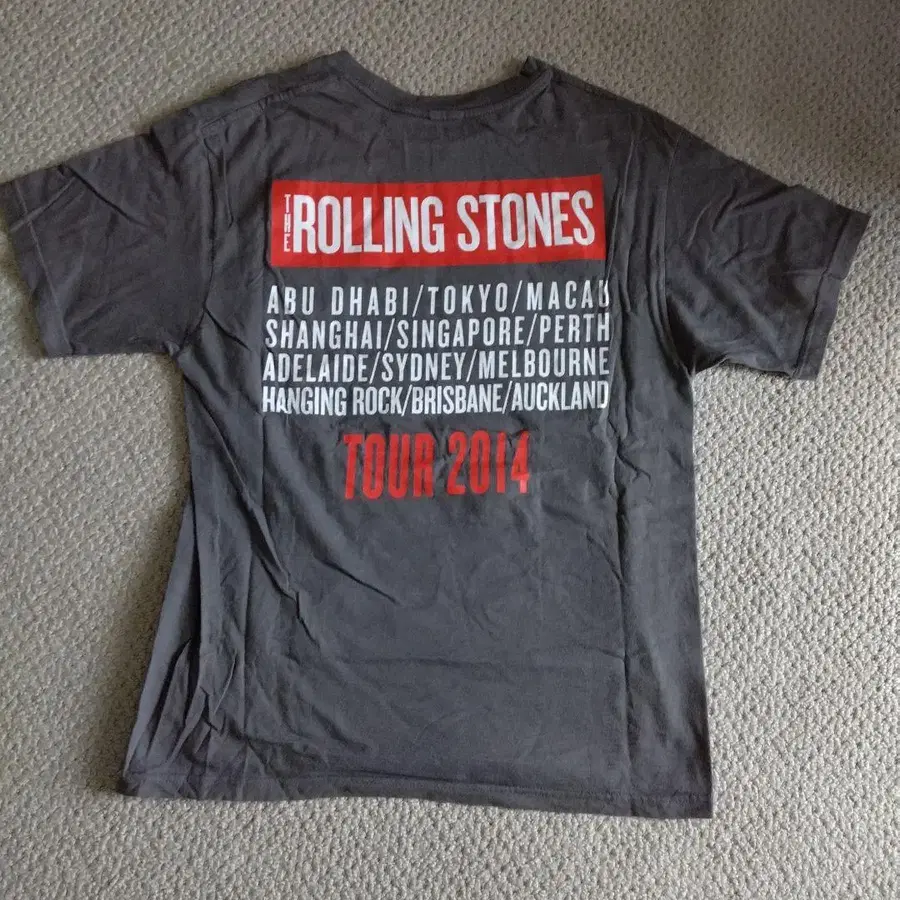 THE ROLLING STONES
ABU DHABI/TOKYO/MACAU
SHANGHAI/SINGAPORE/PERTH
ADELAIDE/SYDNEY/MELBOURNE
HANGING ROCK/BRISBANE/AUCKLAND
TOUR 2014